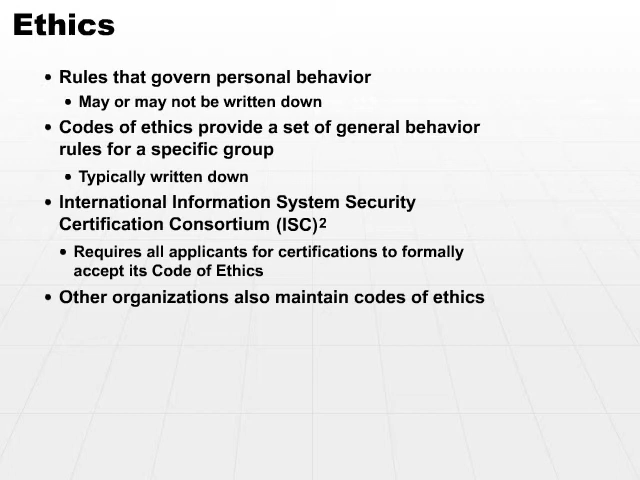 Ethics
• Rules that govern personal behavior
• May or may not be written down
• Codes of ethics provide a set of general behavior
rules for a specific group
• Typically written down
• International Information System Security
Certification Consortium (ISC)2
• Requires all applicants for certifications to formally
accept its Code of Ethics
• Other organizations also maintain codes of ethics